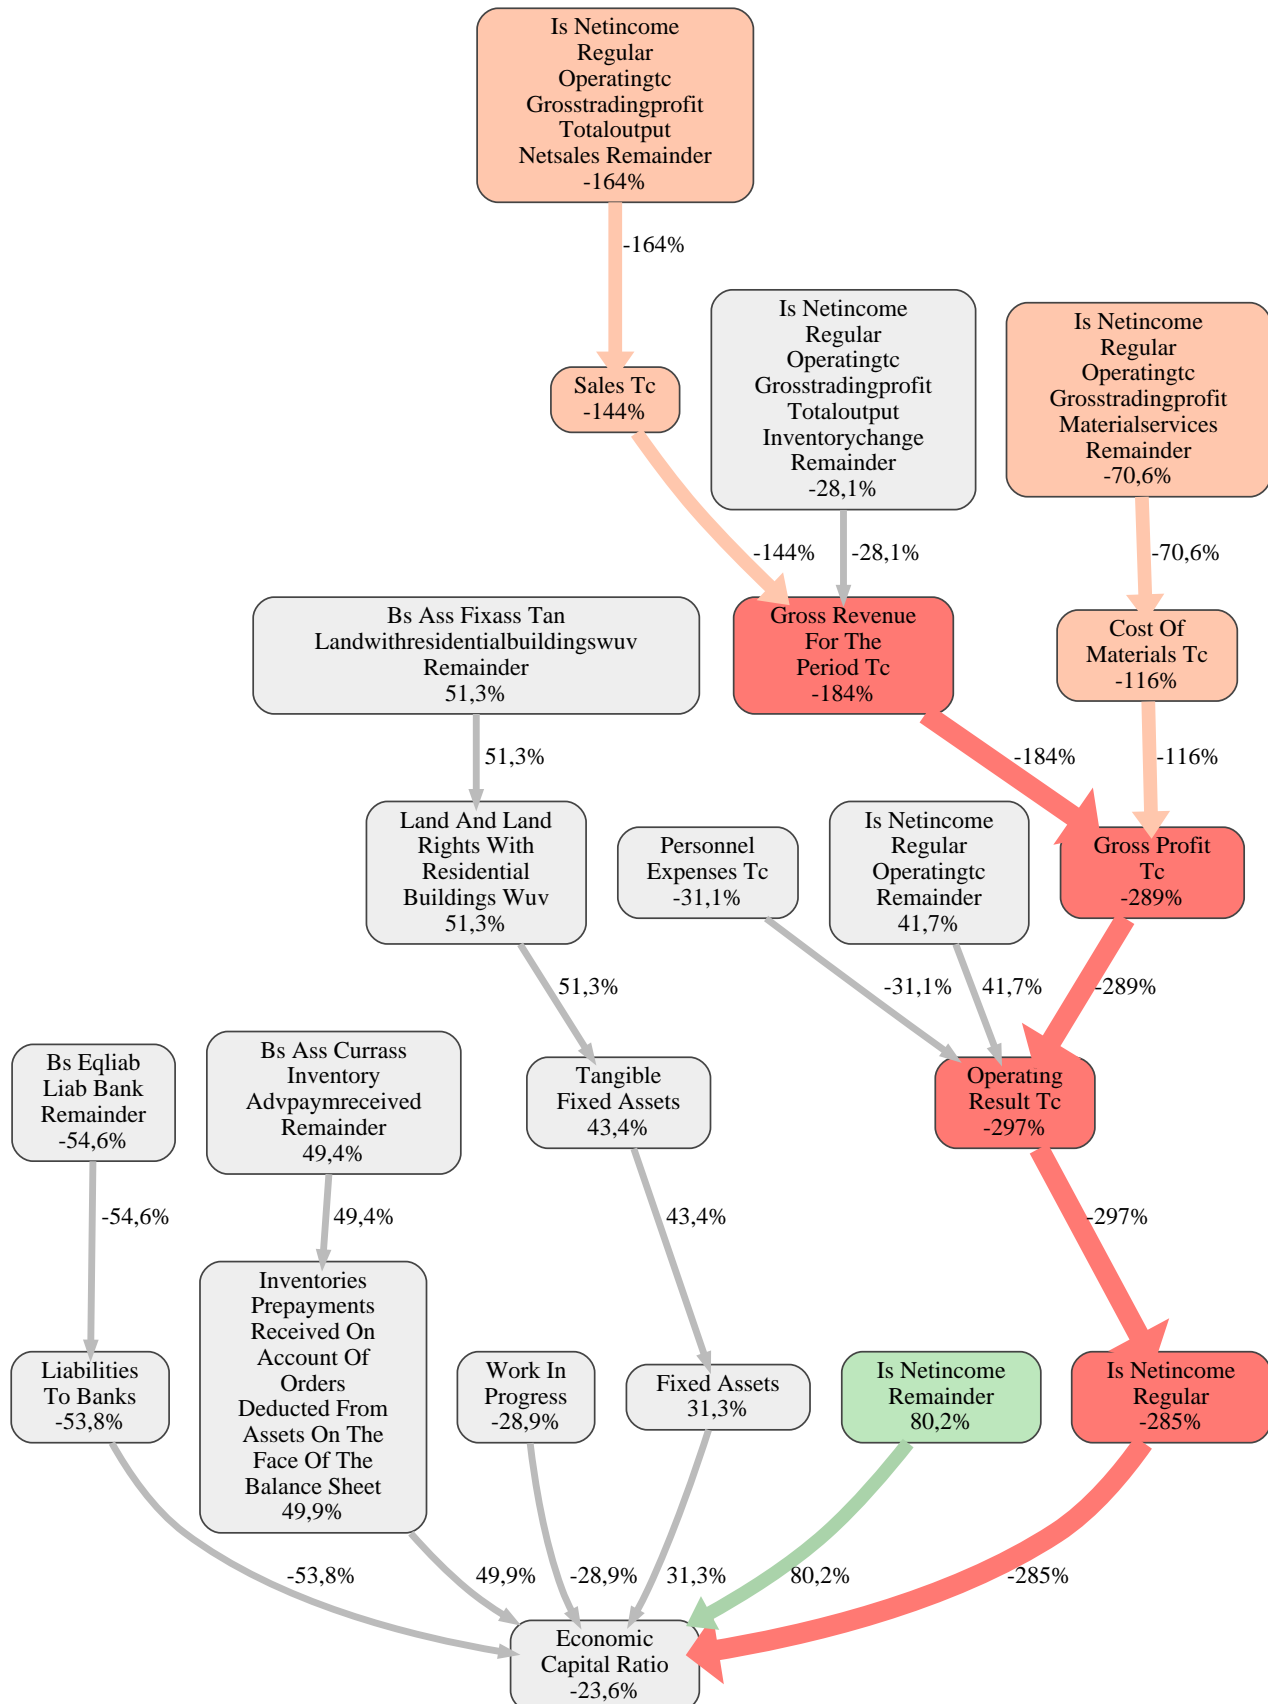 Is Netincome
Regular
Operatingtc
Grosstradingprofit
Totaloutput
Netsales Remainder
-164%
-164%
Is Netincome
Regular
Operatingtc
Grosstradingprofit
Totaloutput
Inventorychange
Remainder
-28,1%
Is Netincome
Regular
Operatingtc
Grosstradingprofit
Materialservices
Remainder
-70,6%
Sales Tc
-144%
-144%
-28,1%
-70,6%
Bs Ass Fixass Tan
Landwithresidentialbuildingswuv
Remainder
51,3%
Gross Revenue
For The
Period Tc
-184%
Cost Of
Materials Tc
-116%
51,3%
-184%
-116%
Land And Land
Rights With
Residential
Buildings Wuv
51,3%
Personnel
Expenses Tc
-31,1%
Is Netincome
Regular
Operatingtc
Remainder
41,7%
Gross Profit
Tc
-289%
51,3%
-31,1%
41,7%
-289%
Bs Eqliab
Liab Bank
Remainder
-54,6%
Bs Ass Currass
Inventory
Advpaymreceived
Remainder
49,4%
Tangible
Fixed Assets
43,4%
Operating
Result Tc
-297%
-54,6%
49,4%
43,4%
-297%
Liabilities
To Banks
-53,8%
Inventories
Prepayments
Received On
Account Of
Orders
Deducted From
Assets On The
Face Of The
Balance Sheet
49,9%
Work In
Progress
-28,9%
Fixed Assets
31,3%
Is Netincome
Remainder
80,2%
Is Netincome
Regular
-285%
-53,8%
49,9%
-28,9%
31,3%
80,2%
-285%
Economic
Capital Ratio
-23,6%